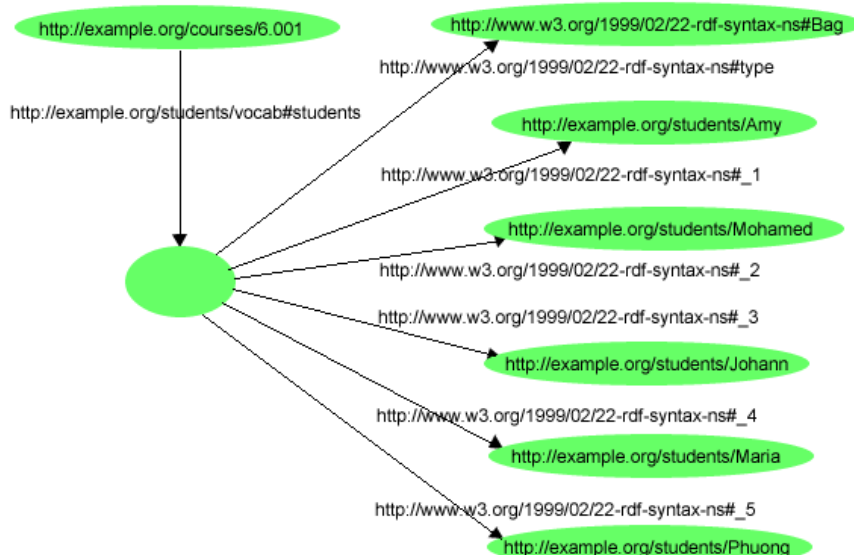 http://example.org/courses/6.001
http://www.w3.org/1999/02/22-rdf-syntax-ns#Bag
http://www.w3.org/1999/02/22-rdf-syntax-ns#type
http://example.org/students/vocab#students
http://example.org/students/Amy
http://www.w3.org/1999/02/22-rdf-syntax-ns#_1
http://example.org/students/Mohamed
http://www.w3.org/1999/02/22-rdf-syntax-ns#_2
http://www.w3.org/1999/02/22-rdf-syntax-ns#_3
http://example.org/students/Johann
http://www.w3.org/1999/02/22-rdf-syntax-ns#_4
http://example.org/students/Maria
http://www.w3.org/1999/02/22-rdf-syntax-ns#_5
http://example.org/students/Phuong